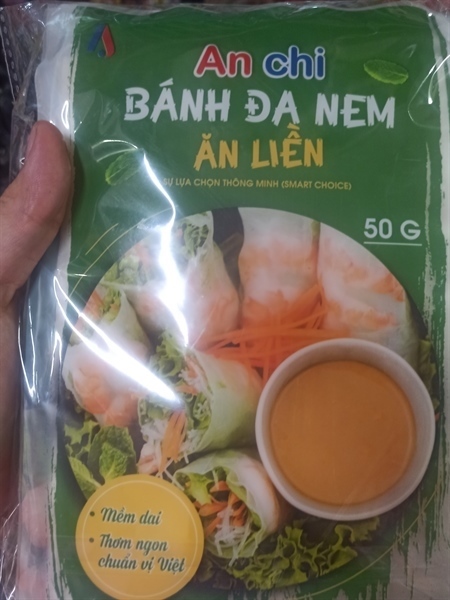 An chi
BÁNH ĐA NEM
ĂN LIỀN
SỰ LỰA CHỌN THÔNG MINH (SMART CHOICE)
50 G
• Mềm dai
• Thơm ngon
chuẩn vị Việt